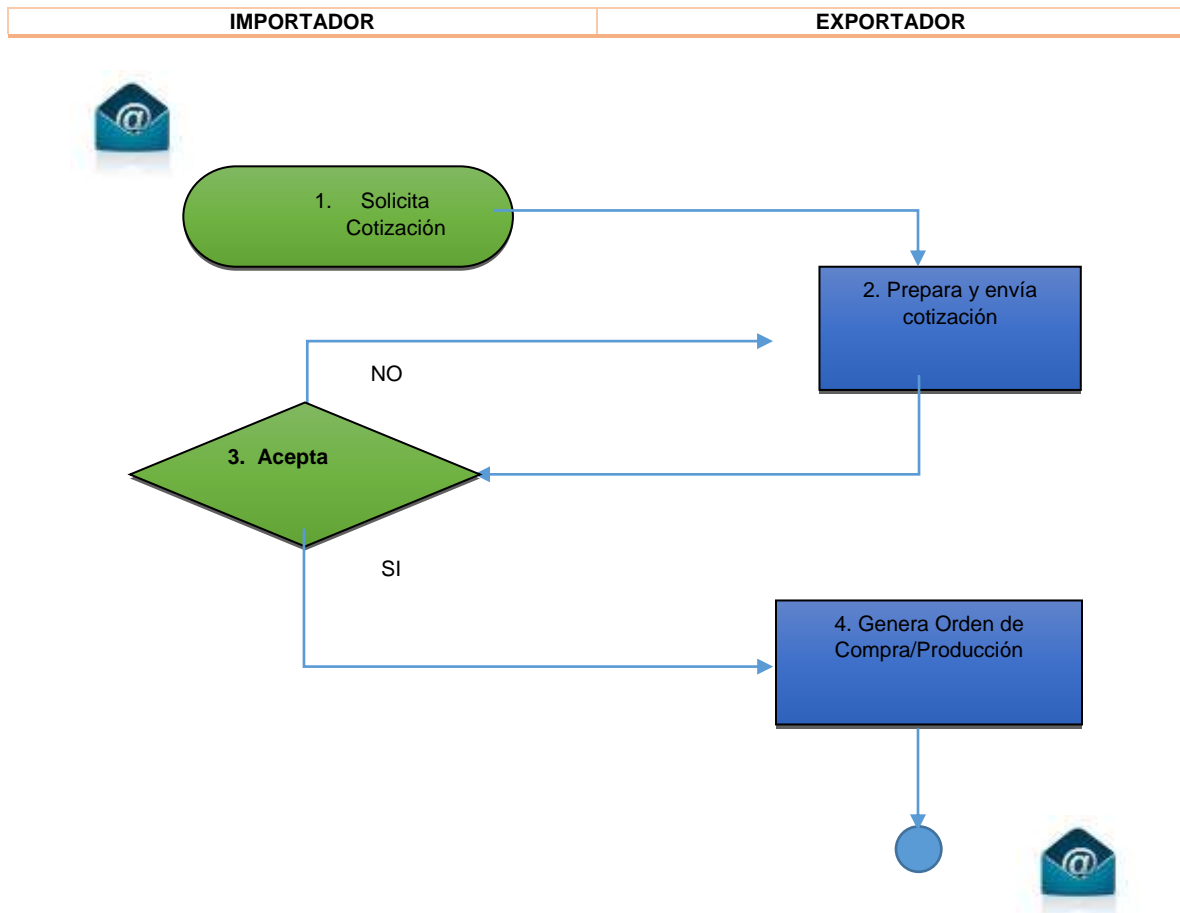 IMPORTADOR
EXPORTADOR
@
1. Solicita
Cotización
2. Prepara y envía
cotización
NO
3. Acepta
SI
4. Genera Orden de
Compra/Producción
@